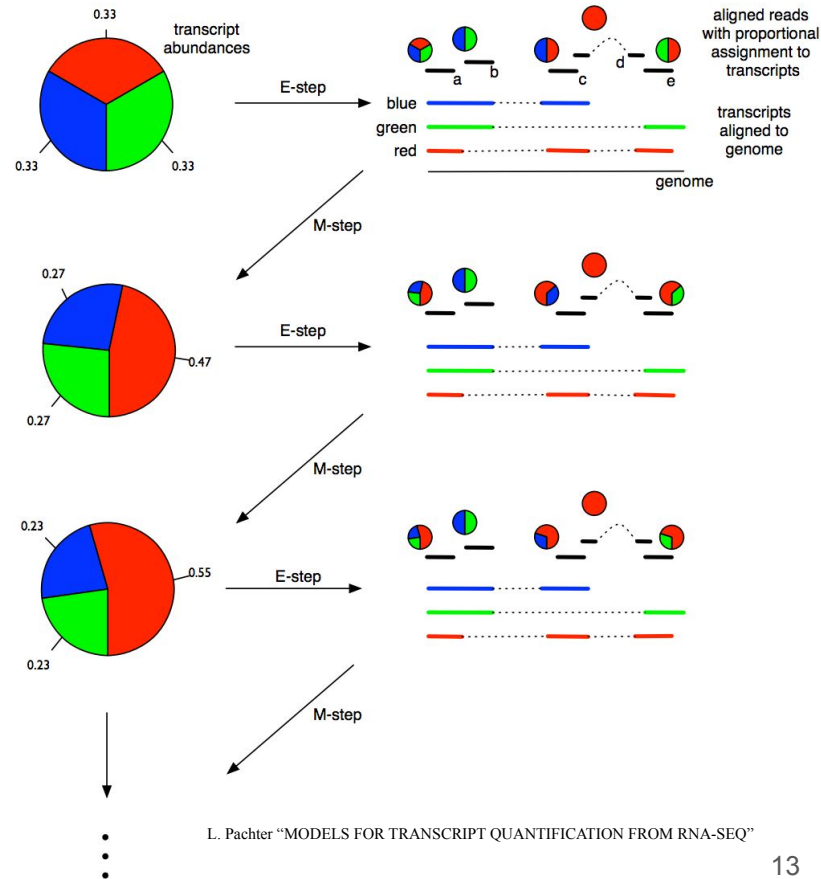 0.33
transcript
abundances
0.33
0.33
E-step
a
b
c
d
e
aligned reads
with proportional
assignment to
transcripts
blue
green
red
transcripts
aligned to
genome
genome
M-step
0.27
0.47
0.27
E-step
M-step
0.23
0.55
0.23
E-step
M-step
L. Pachter “MODELS FOR TRANSCRIPT QUANTIFICATION FROM RNA-SEQ”
13